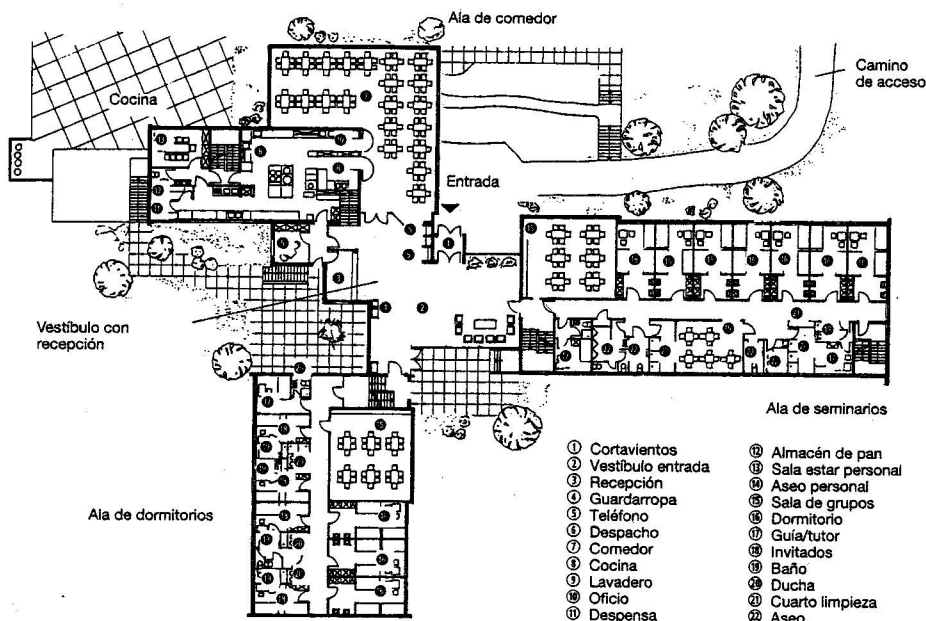 Aía de comedor
Camino
de acceso
Cocina
Entrada
Vestíbulo con
recepción
Ala de seminarios
Ala de dormitorios
① Cortavientos
② Vestíbulo entrada
③ Recepción
④ Guardarropa
⑤ Teléfono
⑥ Despacho
⑦ Comedor
⑧ Cocina
⑨ Lavadero
⑩ Oficio
⑪ Despensa
⑫ Almacén de pan
⑬ Sala estar personal
⑭ Aseo personal
⑮ Sala de grupos
⑯ Dormitorio
⑰ Guía/tutor
⑱ Invitados
⑲ Baño
⑳ Ducha
㉑ Cuarto limpieza
㉒ Aseo